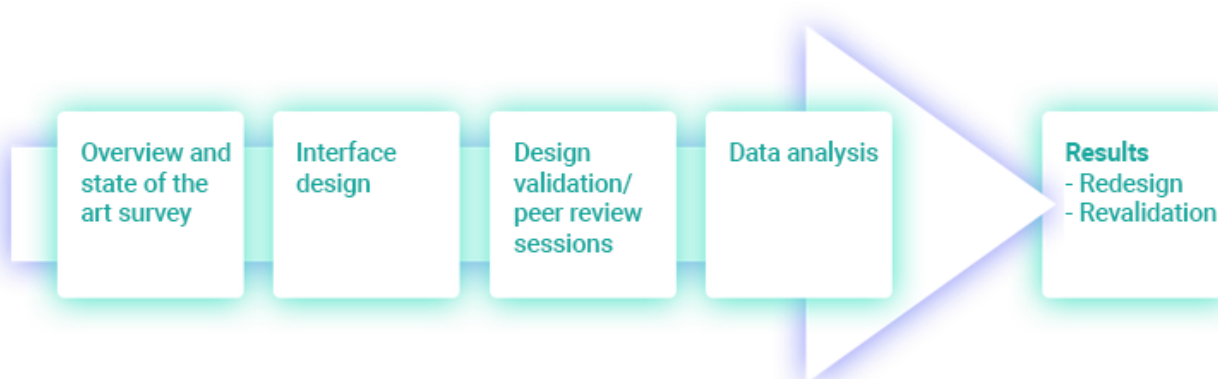 Overview and
state of the
art survey
Interface
design
Design
validation/
peer review
sessions
Data analysis
Results
- Redesign
- Revalidation